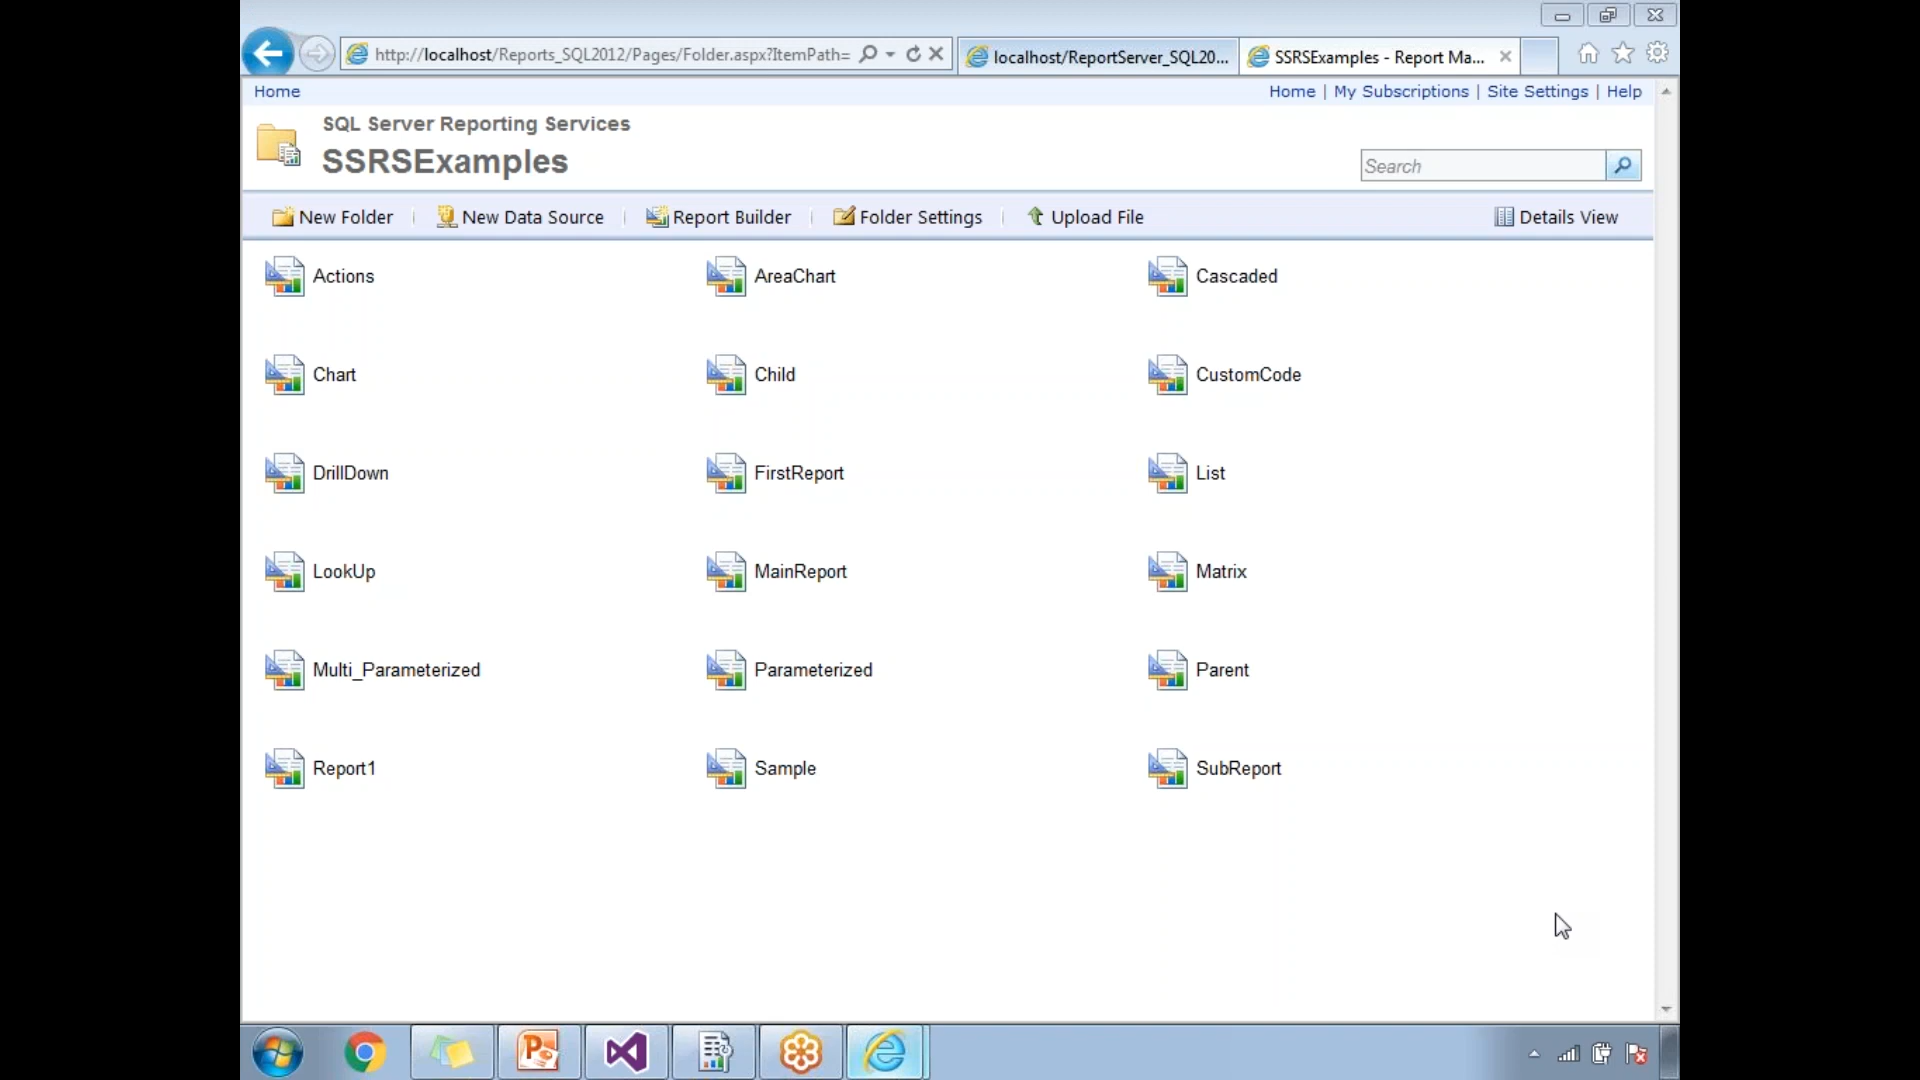 http://localhost/Reports_SQL2012/Pages/Folder.aspx?ItemPath=
localhost/ReportServer_SQL20...
SSRSExamples - Report Ma...
Home
Home | My Subscriptions | Site Settings | Help
SQL Server Reporting Services
SSRSExamples
Search
New Folder
New Data Source
Report Builder
Folder Settings
Upload File
Details View
Actions
AreaChart
Cascaded
Chart
Child
CustomCode
DrillDown
FirstReport
List
LookUp
MainReport
Matrix
Multi_Parameterized
Parameterized
Parent
Report1
Sample
SubReport